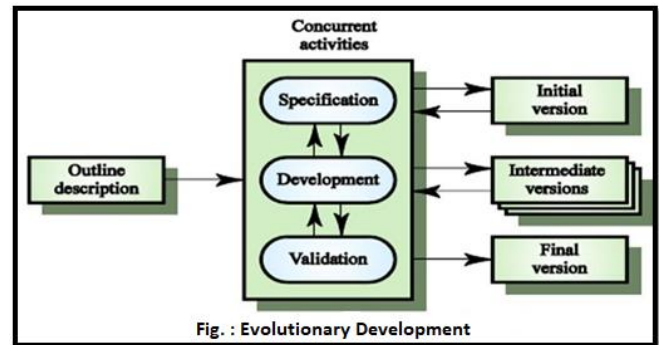 Concurrent
activities
Specification
Initial
version
Outline
description
Development
Intermediate
versions
Validation
Final
version
Fig. : Evolutionary Development